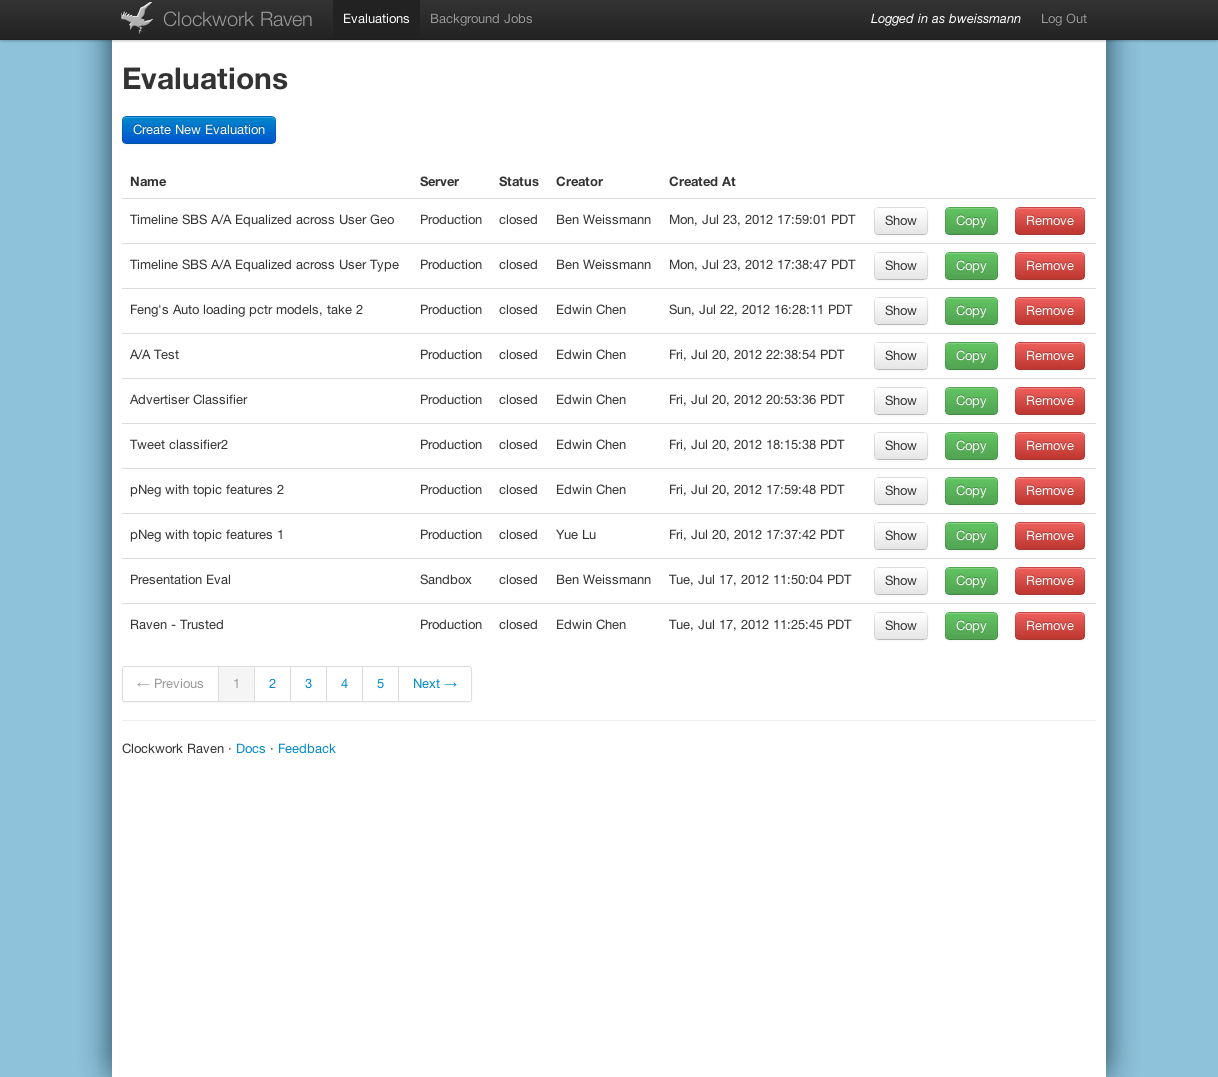 Clockwork Raven Evaluations Background Jobs Logged in as bweissmann Log Out
Evaluations
Create New Evaluation
Name Server Status Creator Created At
Timeline SBS A/A Equalized across User Geo Production closed Ben Weissmann Mon, Jul 23, 2012 17:59:01 PDT Show Copy Remove
Timeline SBS A/A Equalized across User Type Production closed Ben Weissmann Mon, Jul 23, 2012 17:38:47 PDT Show Copy Remove
Feng's Auto loading pctr models, take 2 Production closed Edwin Chen Sun, Jul 22, 2012 16:28:11 PDT Show Copy Remove
A/A Test Production closed Edwin Chen Fri, Jul 20, 2012 22:38:54 PDT Show Copy Remove
Advertiser Classifier Production closed Edwin Chen Fri, Jul 20, 2012 20:53:36 PDT Show Copy Remove
Tweet classifier2 Production closed Edwin Chen Fri, Jul 20, 2012 18:15:38 PDT Show Copy Remove
pNeg with topic features 2 Production closed Edwin Chen Fri, Jul 20, 2012 17:59:48 PDT Show Copy Remove
pNeg with topic features 1 Production closed Yue Lu Fri, Jul 20, 2012 17:37:42 PDT Show Copy Remove
Presentation Eval Sandbox closed Ben Weissmann Tue, Jul 17, 2012 11:50:04 PDT Show Copy Remove
Raven - Trusted Production closed Edwin Chen Tue, Jul 17, 2012 11:25:45 PDT Show Copy Remove
← Previous 1 2 3 4 5 Next →
Clockwork Raven · Docs · Feedback